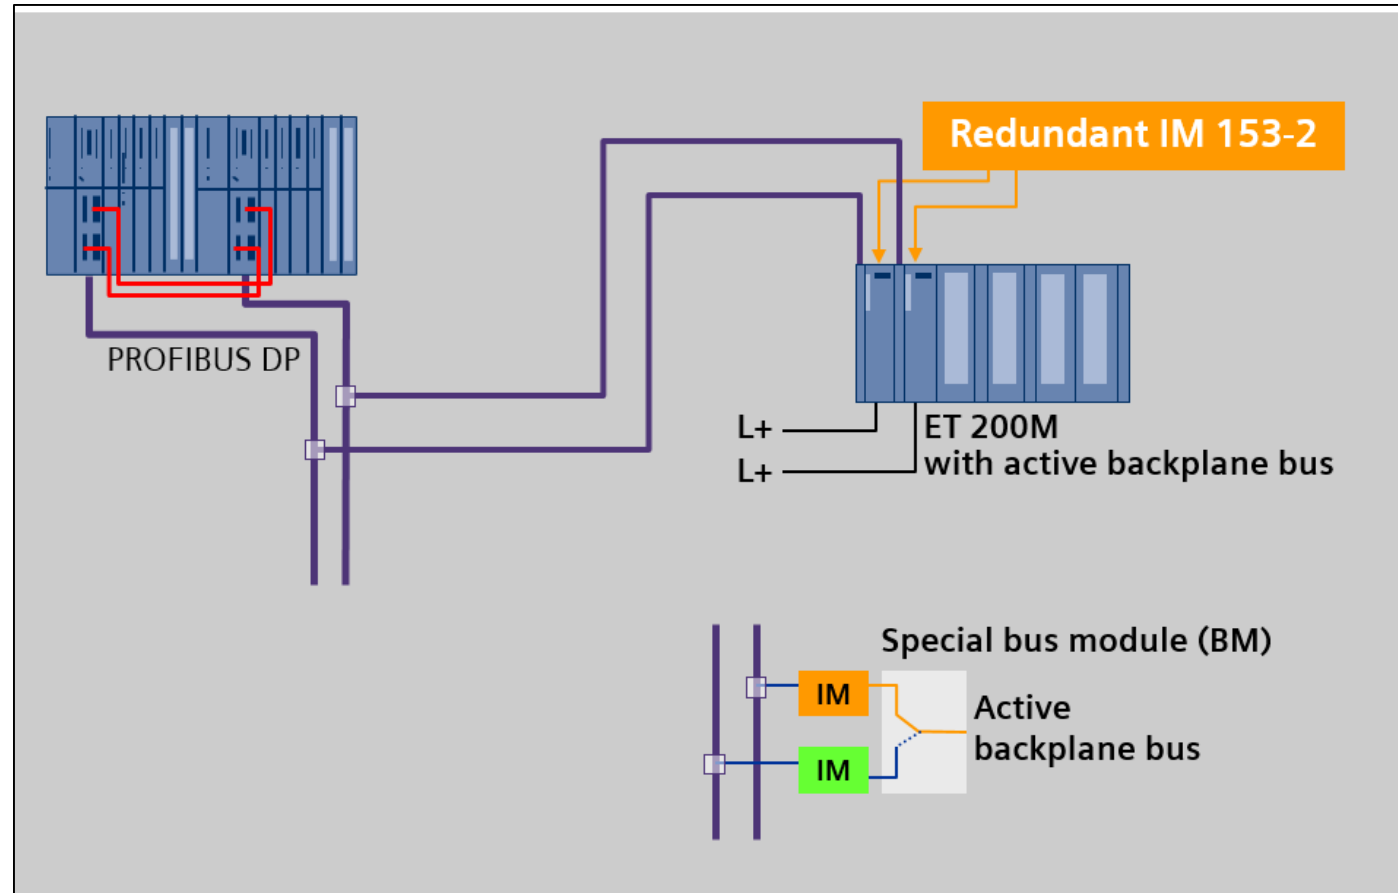 Redundant IM 153-2
PROFIBUS DP
L+
L+
ET 200M
with active backplane bus
Special bus module (BM)
IM
IM
Active
backplane bus